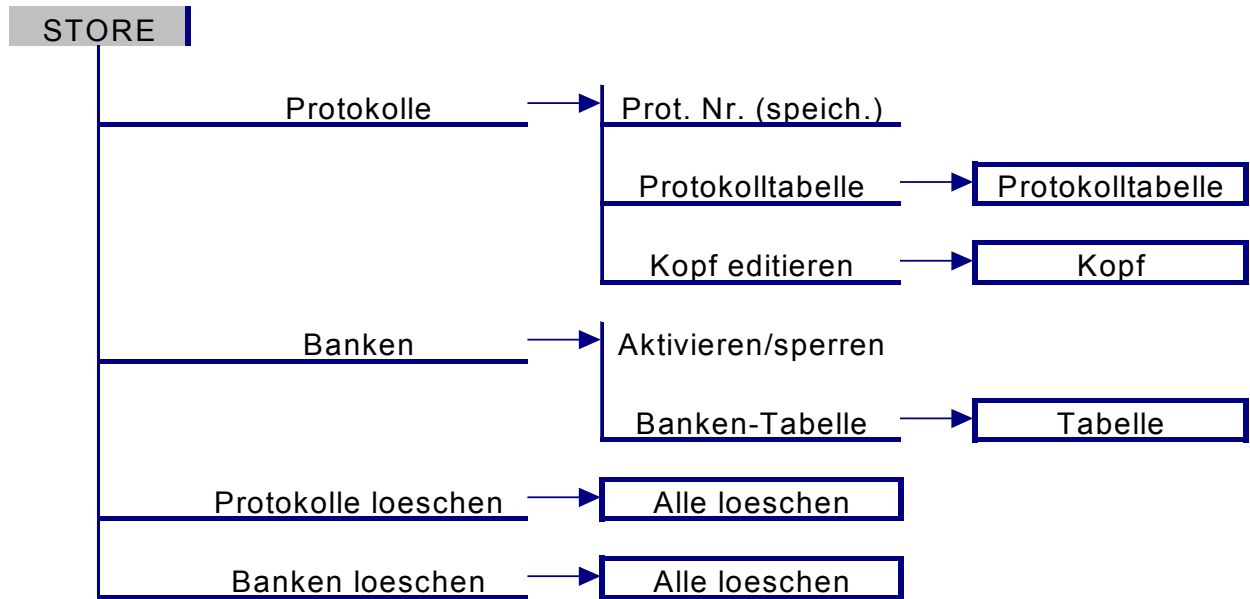 STORE
Protokolle
Prot. Nr. (speich.)
Protokolltabelle
Protokolltabelle
Kopf editieren
Kopf
Banken
Aktivieren/sperren
Banken-Tabelle
Tabelle
Protokolle loeschen
Alle loeschen
Banken loeschen
Alle loeschen